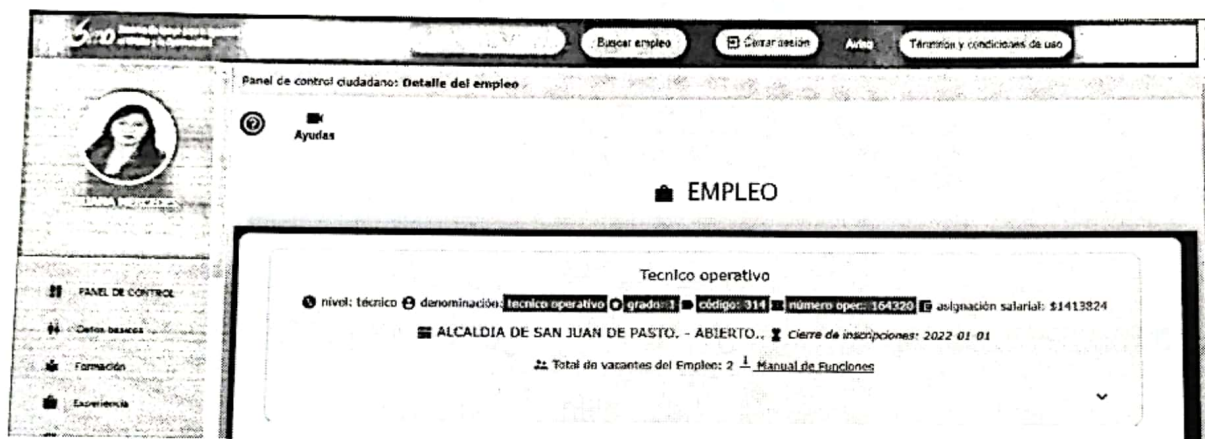 Buscar empleo
Cerrar sesión
Aviso
Términos y condiciones de uso
Panel de control ciudadano: Detalle del empleo
Ayudas
EMPLEO
PANEL DE CONTROL
Datos básicos
Formación
Experiencia
Tecnico operativo
nivel: técnico denominación: tecnico operativo grado: 1 código: 314 número opec: 164320 asignación salarial: $1413824
ALCALDIA DE SAN JUAN DE PASTO. - ABIERTO.. Cierre de inscripciones: 2022-01-01
Total de vacantes del Empleo: 2 Manual de Funciones